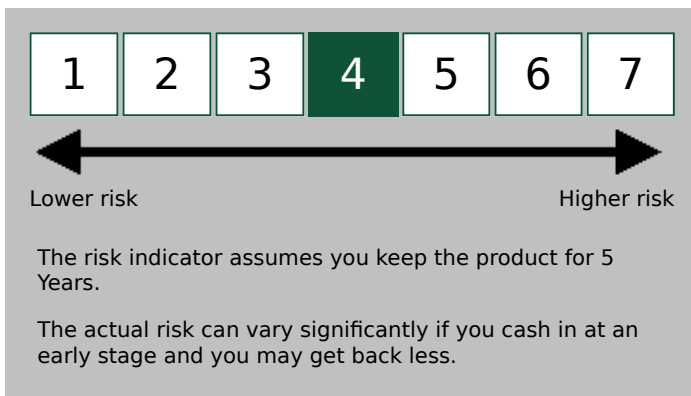 1 2 3 4 5 6 7
Lower risk Higher risk
The risk indicator assumes you keep the product for 5
Years.
The actual risk can vary significantly if you cash in at an
early stage and you may get back less.